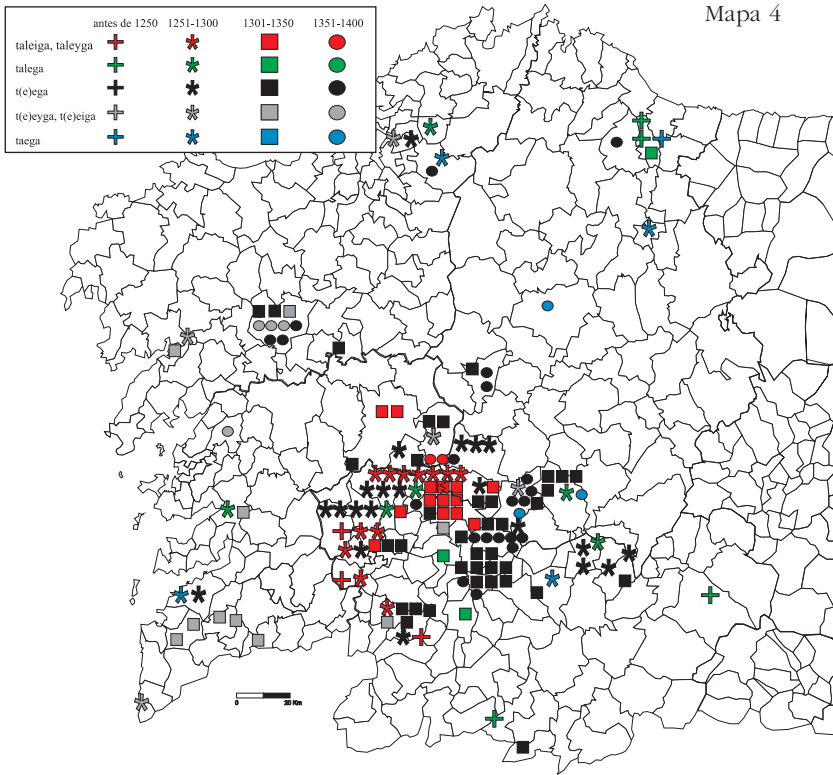 Mapa 4
antes de 1250 1251-1300 1301-1350 1351-1400
taleiga, taleyga
talega
t(e)ega
t(e)eyga, t(e)eiga
taega
0 20 Km